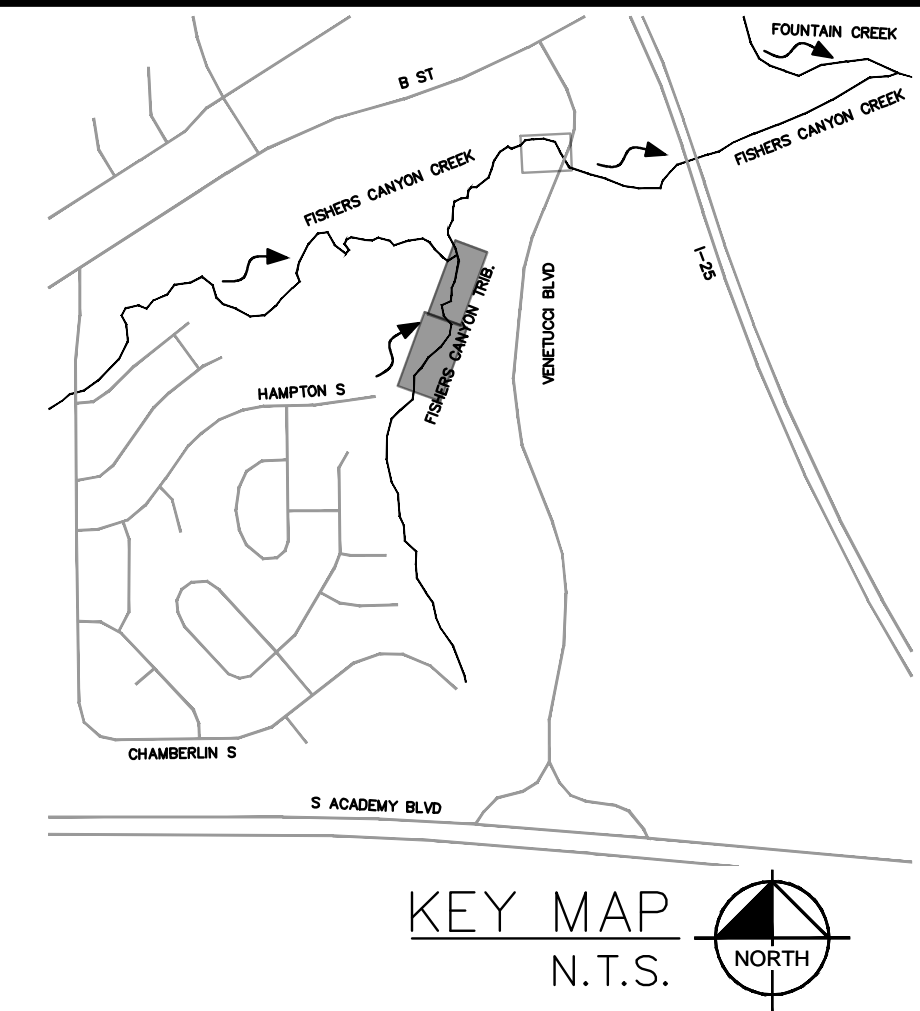 FOUNTAIN CREEK
B ST
FISHERS CANYON CREEK
FISHERS CANYON CREEK
I-25
FISHERS CANYON TRIB.
VENETUCCI BLVD
HAMPTON S
CHAMBERLIN S
S ACADEMY BLVD
KEY MAP
N.T.S.
NORTH